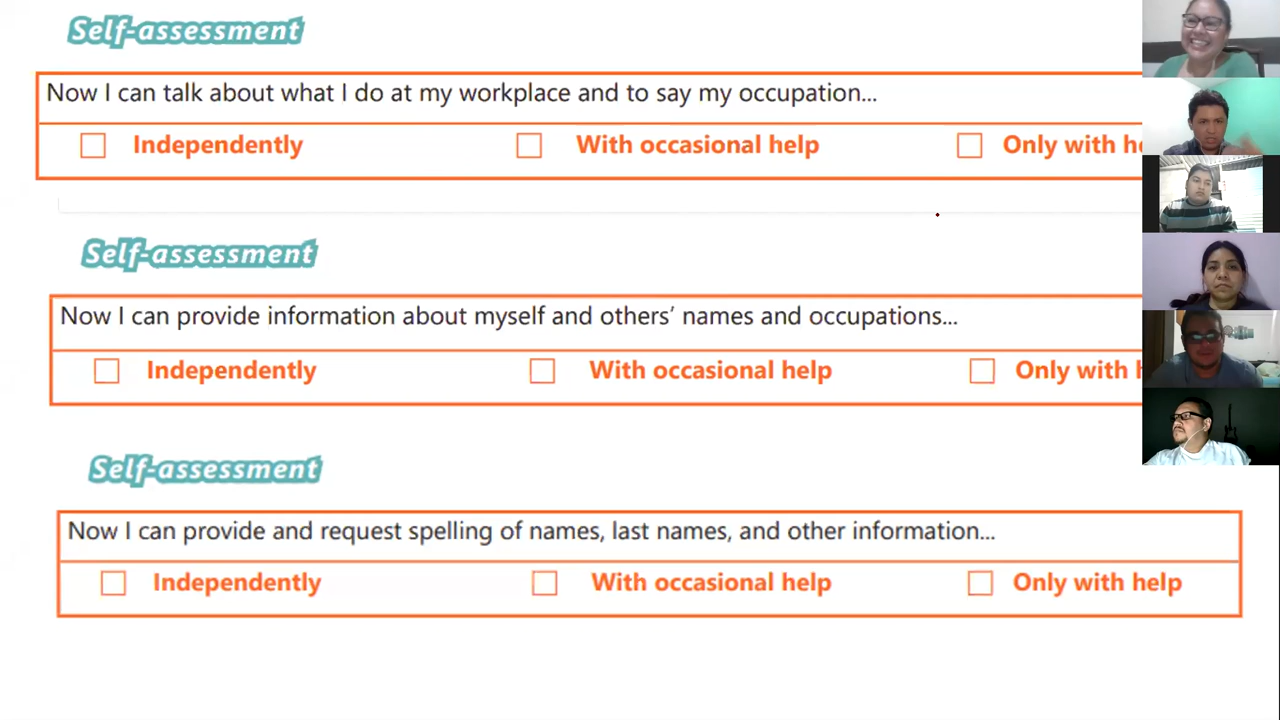 Self-assessment
Now I can talk about what I do at my workplace and to say my occupation...
Independently With occasional help Only with
Self-assessment
Now I can provide information about myself and others' names and occupations...
Independently With occasional help Only with
Self-assessment
Now I can provide and request spelling of names, last names, and other information...
Independently With occasional help Only with help